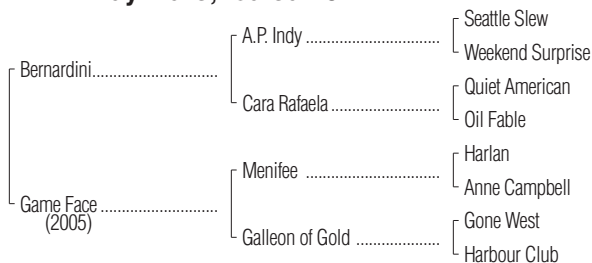 Bernardini
Game Face
(2005)
A.P. Indy
Cara Rafaela
Menifee
Galleon of Gold
Seattle Slew
Weekend Surprise
Quiet American
Oil Fable
Harlan
Anne Campbell
Gone West
Harbour Club